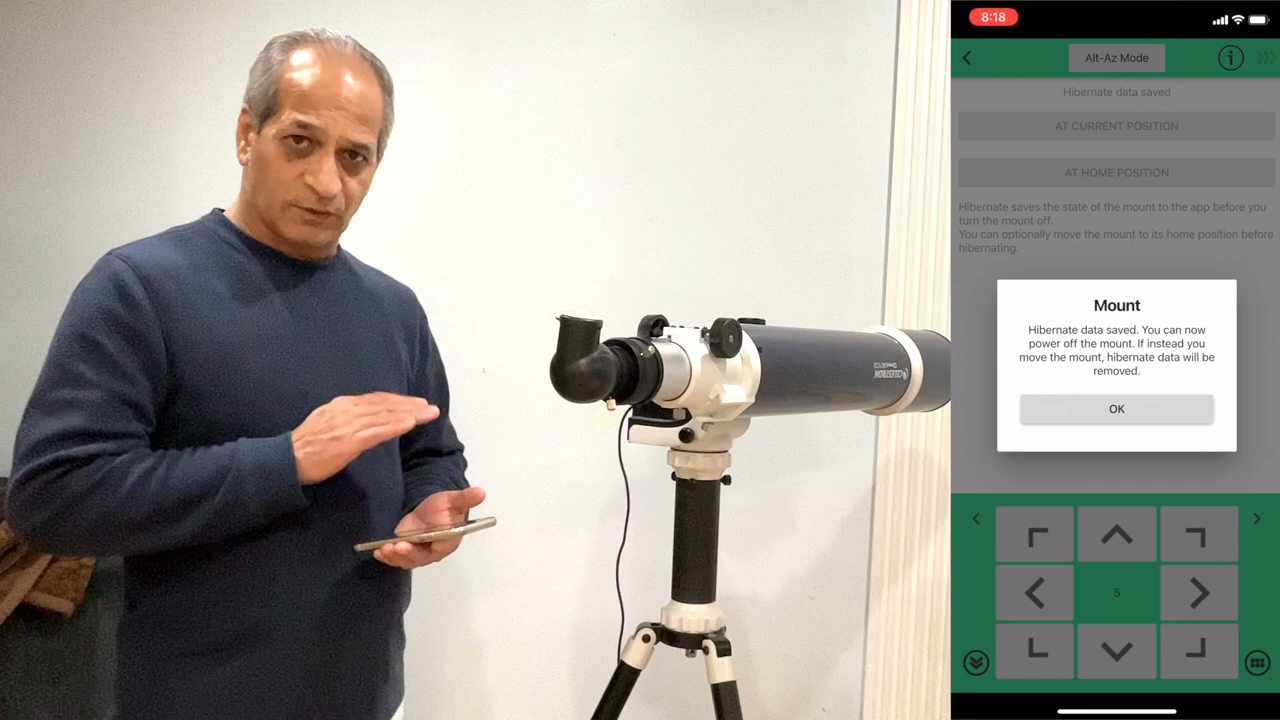 8:18
Alt-Az Mode
Hibernate data saved
AT CURRENT POSITION
AT HOME POSITION
Hibernate saves the state of the mount to the app before you
turn the mount off.
You can optionally move the mount to its home position before
hibernating.
Mount
Hibernate data saved. You can now
power off the mount. If instead you
move the mount, hibernate data will be
removed.
OK
5
CELESTRON